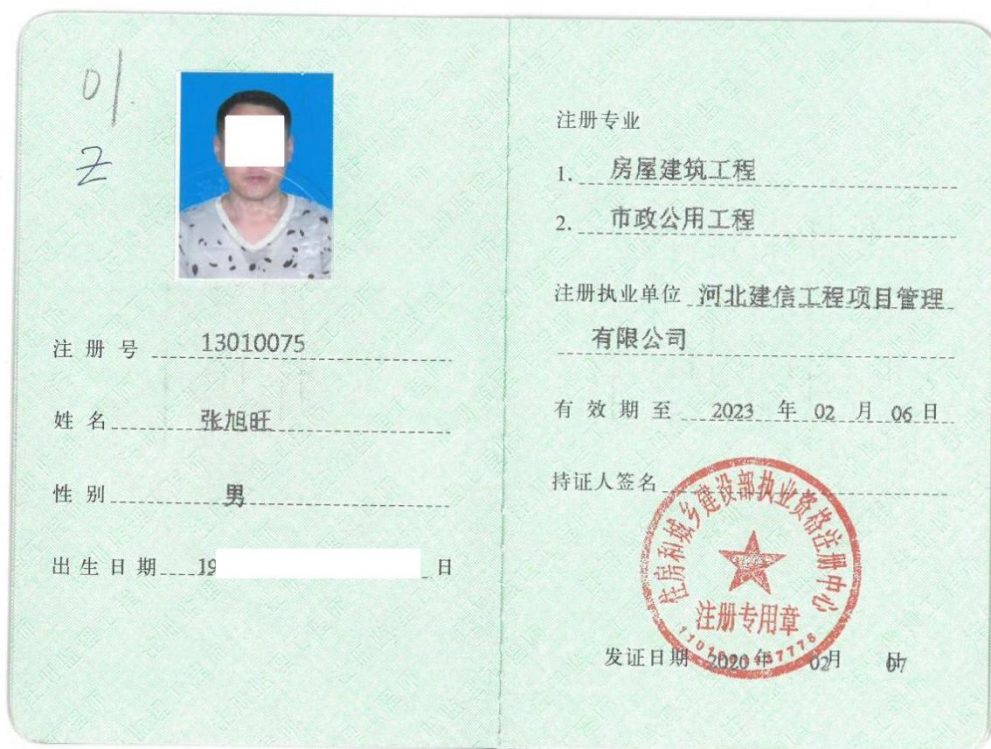 01.
Z
注册号 13010075
姓名 张旭旺
性别 男
出生日期 19 日
注册专业
1. 房屋建筑工程
2. 市政公用工程
注册执业单位 河北建信工程项目管理
有限公司
有效期至 2023 年 02 月 06 日
持证人签名
住房和城乡建设部执业资格注册中心
注册专用章
发证日期 2020 年 02 月 07 日